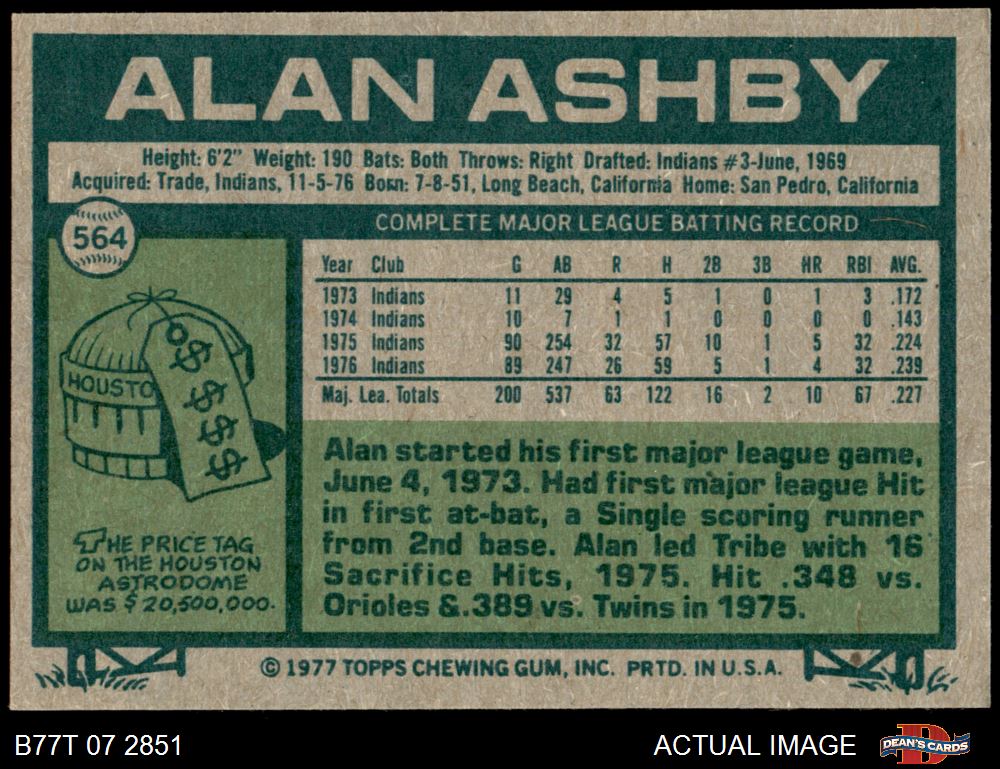 ALAN ASHBY
Height: 6'2" Weight: 190 Bats: Both Throws: Right Drafted: Indians #3-June, 1969
Acquired: Trade, Indians, 11-5-76 Born: 7-8-51, Long Beach, California Home: San Pedro, California
564
COMPLETE MAJOR LEAGUE BATTING RECORD
Year Club G AB R H 2B 3B HR RBI AVG.
1973 Indians 11 29 4 5 1 0 1 3 .172
1974 Indians 10 7 1 1 0 0 0 0 .143
1975 Indians 90 254 32 57 10 1 5 32 .224
1976 Indians 89 247 26 59 5 1 4 32 .239
Maj. Lea. Totals 200 537 63 122 16 2 10 67 .227
HOUSTO
$
$
$
$
THE PRICE TAG
ON THE HOUSTON
ASTRODOME
WAS $20,500,000.
Alan started his first major league game,
June 4, 1973. Had first major league Hit
in first at-bat, a Single scoring runner
from 2nd base. Alan led Tribe with 16
Sacrifice Hits, 1975. Hit .348 vs.
Orioles &.389 vs. Twins in 1975.
© 1977 TOPPS CHEWING GUM, INC. PRTD. IN U.S.A.
B77T 07 2851
ACTUAL IMAGE
DEAN'S CARDS